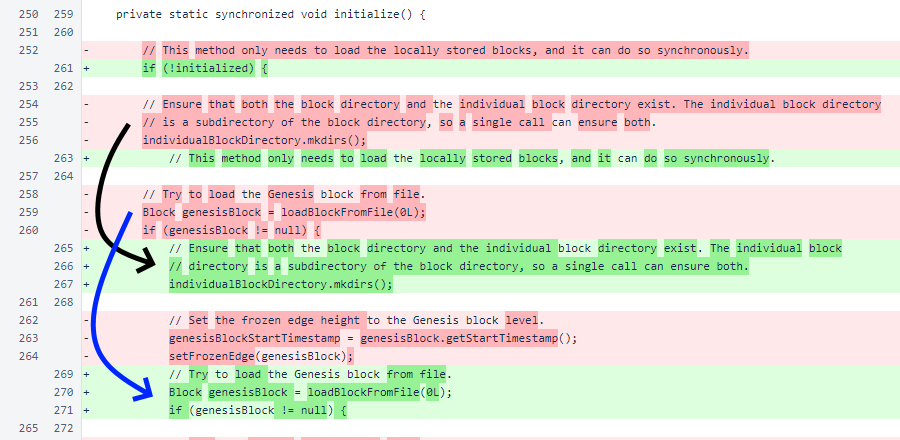 250 259 private static synchronized void initialize() {
251 260
252 - // This method only needs to load the locally stored blocks, and it can do so synchronously.
261 + if (!initialized) {
253 262
254 - // Ensure that both the block directory and the individual block directory exist. The individual block directory
255 - // is a subdirectory of the block directory, so a single call can ensure both.
256 - individualBlockDirectory.mkdirs();
263 + // This method only needs to load the locally stored blocks, and it can do so synchronously.
257 264
258 - // Try to load the Genesis block from file.
259 - Block genesisBlock = loadBlockFromFile(0L);
260 - if (genesisBlock != null) {
265 + // Ensure that both the block directory and the individual block directory exist. The individual block
266 + // directory is a subdirectory of the block directory, so a single call can ensure both.
267 + individualBlockDirectory.mkdirs();
261 268
262 - // Set the frozen edge height to the Genesis block level.
263 - genesisBlockStartTimestamp = genesisBlock.getStartTimestamp();
264 - setFrozenEdge(genesisBlock);
269 + // Try to load the Genesis block from file.
270 + Block genesisBlock = loadBlockFromFile(0L);
271 + if (genesisBlock != null) {
265 272